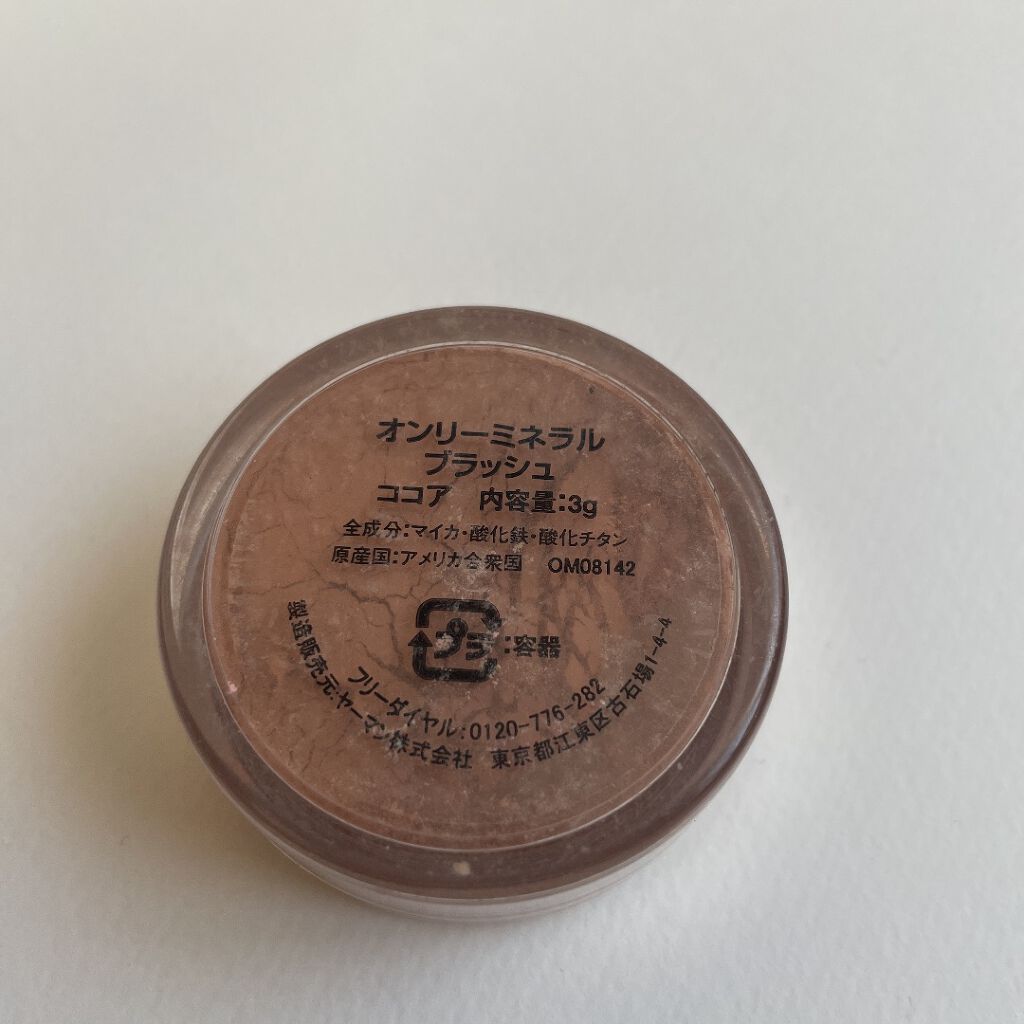 オンリーミネラル
ブラッシュ
ココア 内容量:3g
全成分:マイカ・酸化鉄・酸化チタン
原産国:アメリカ合衆国 OM08142
プラ:容器
フリーダイヤル:0120-776-282
製造販売元:ヤーマン株式会社 東京都江東区古石場1-4-4